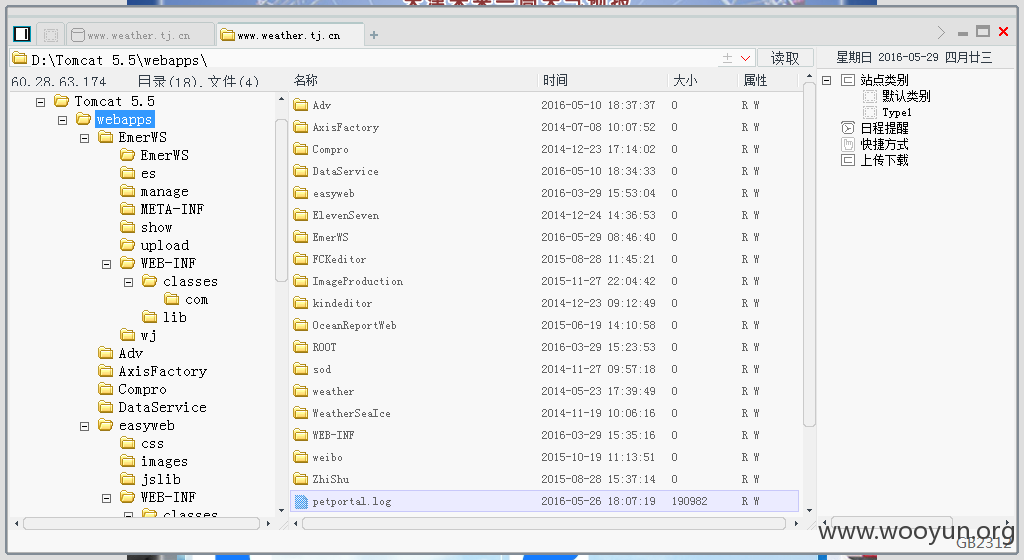 www.weather.tj.cn
www.weather.tj.cn
+
D:\Tomcat 5.5\webapps\
读取
星期日 2016-05-29 四月廿三
60.28.63.174 目录(18),文件(4)
名称 时间 大小 属性
Tomcat 5.5
webapps
EmerWS
EmerWS
es
manage
META-INF
show
upload
WEB-INF
classes
com
lib
wj
Adv
AxisFactory
Compro
DataService
easyweb
css
images
jslib
WEB-INF
classes
Adv 2016-05-10 18:37:37 0 R W
AxisFactory 2014-07-08 10:07:52 0 R W
Compro 2014-12-23 17:14:02 0 R W
DataService 2016-05-10 18:34:33 0 R W
easyweb 2016-03-29 15:53:04 0 R W
ElevenSeven 2014-12-24 14:36:53 0 R W
EmerWS 2016-05-29 08:46:40 0 R W
FCKeditor 2015-08-28 11:45:21 0 R W
ImageProduction 2015-11-27 22:04:42 0 R W
kindeditor 2014-12-23 09:12:49 0 R W
OceanReportWeb 2015-06-19 14:10:58 0 R W
ROOT 2016-03-29 15:23:53 0 R W
sod 2014-11-27 09:57:18 0 R W
weather 2014-05-23 17:39:49 0 R W
WeatherSeaIce 2014-11-19 10:06:16 0 R W
WEB-INF 2016-03-29 15:35:16 0 R W
weibo 2015-10-19 11:13:51 0 R W
ZhiShu 2015-08-28 15:37:14 0 R W
petportal.log 2016-05-26 18:07:19 190982 R W
站点类别
默认类别
Type1
日程提醒
快捷方式
上传下载
www.wooyun.org
GB2312